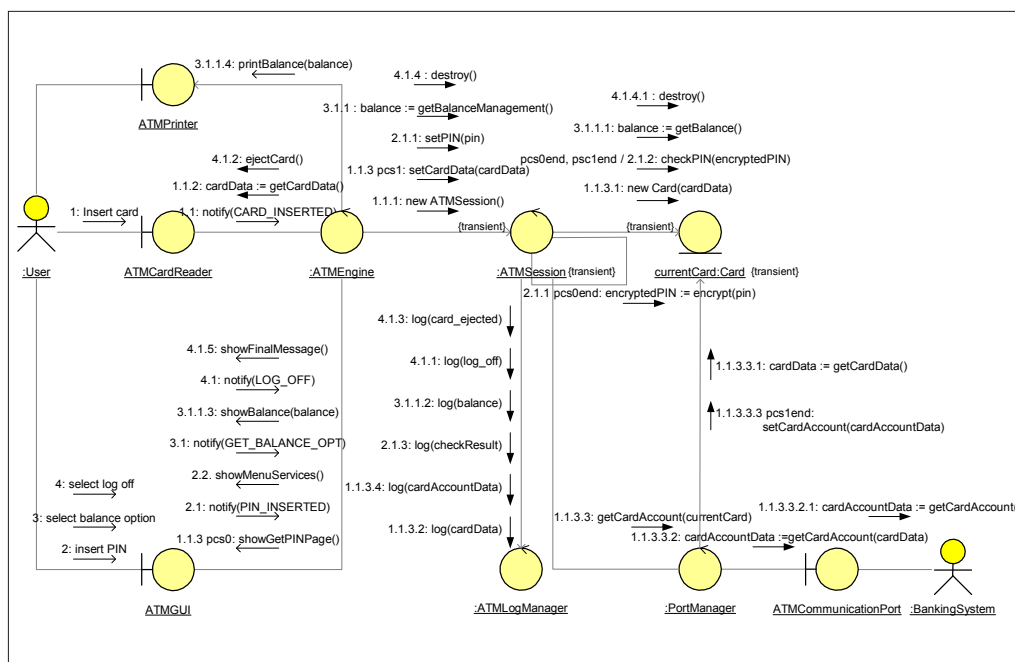 3.1.1.4: printBalance(balance)
4.1.4 : destroy()
4.1.4.1 : destroy()
3.1.1 : balance := getBalanceManagement()
ATMPrinter
3.1.1.1: balance := getBalance()
2.1.1: setPIN(pin)
4.1.2: ejectCard()
pcs0end, psc1end / 2.1.2: checkPIN(encryptedPIN)
1.1.3 pcs1: setCardData(cardData)
1.1.2: cardData := getCardData()
1.1.3.1: new Card(cardData)
1.1.1: new ATMSession()
1: Insert card
1.1: notify(CARD_INSERTED)
{transient}
{transient}
:User
ATMCardReader
:ATMEngine
:ATMSession
{transient}
currentCard:Card
{transient}
2.1.1 pcs0end: encryptedPIN := encrypt(pin)
4.1.3: log(card_ejected)
4.1.5: showFinalMessage()
4.1.1: log(log_off)
1.1.3.3.1: cardData := getCardData()
4.1: notify(LOG_OFF)
3.1.1.2: log(balance)
3.1.1.3: showBalance(balance)
1.1.3.3.3 pcs1end:
setCardAccount(cardAccountData)
3.1: notify(GET_BALANCE_OPT)
2.1.3: log(checkResult)
2.2. showMenuServices()
4: select log off
1.1.3.4: log(cardAccountData)
2.1: notify(PIN_INSERTED)
1.1.3.3.2.1: cardAccountData := getCardAccount(
3: select balance option
1.1.3.3: getCardAccount(currentCard)
1.1.3.2: log(cardData)
1.1.3 pcs0: showGetPINPage()
1.1.3.3.2: cardAccountData :=getCardAccount(cardData)
2: insert PIN
ATMGUI
:ATMLogManager
:PortManager
ATMCommunicationPort
:BankingSystem